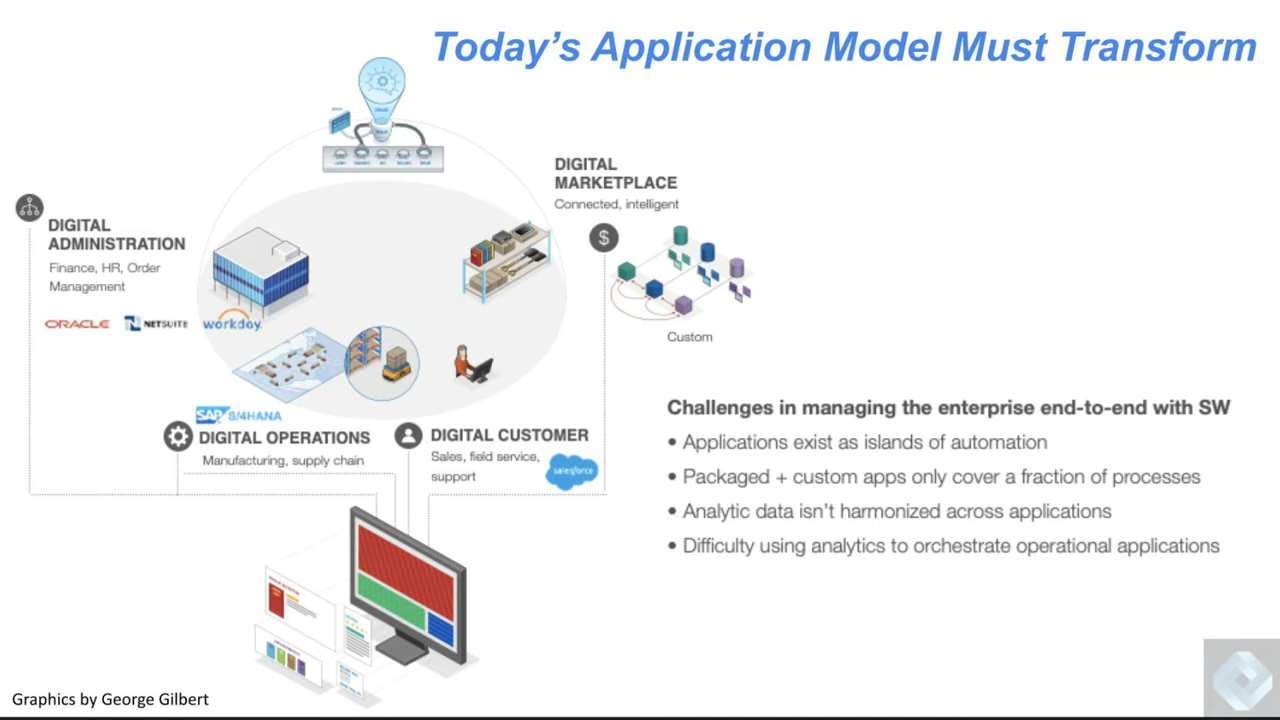 Today's Application Model Must Transform
DIGITAL
MARKETPLACE
Connected, intelligent
$
Custom
DIGITAL
ADMINISTRATION
Finance, HR, Order
Management
ORACLE
N NETSUITE
workday.
SAP S/4HANA
DIGITAL OPERATIONS
Manufacturing, supply chain
DIGITAL CUSTOMER
Sales, field service,
support
salesforce
Challenges in managing the enterprise end-to-end with SW
• Applications exist as islands of automation
• Packaged + custom apps only cover a fraction of processes
• Analytic data isn't harmonized across applications
• Difficulty using analytics to orchestrate operational applications
Graphics by George Gilbert